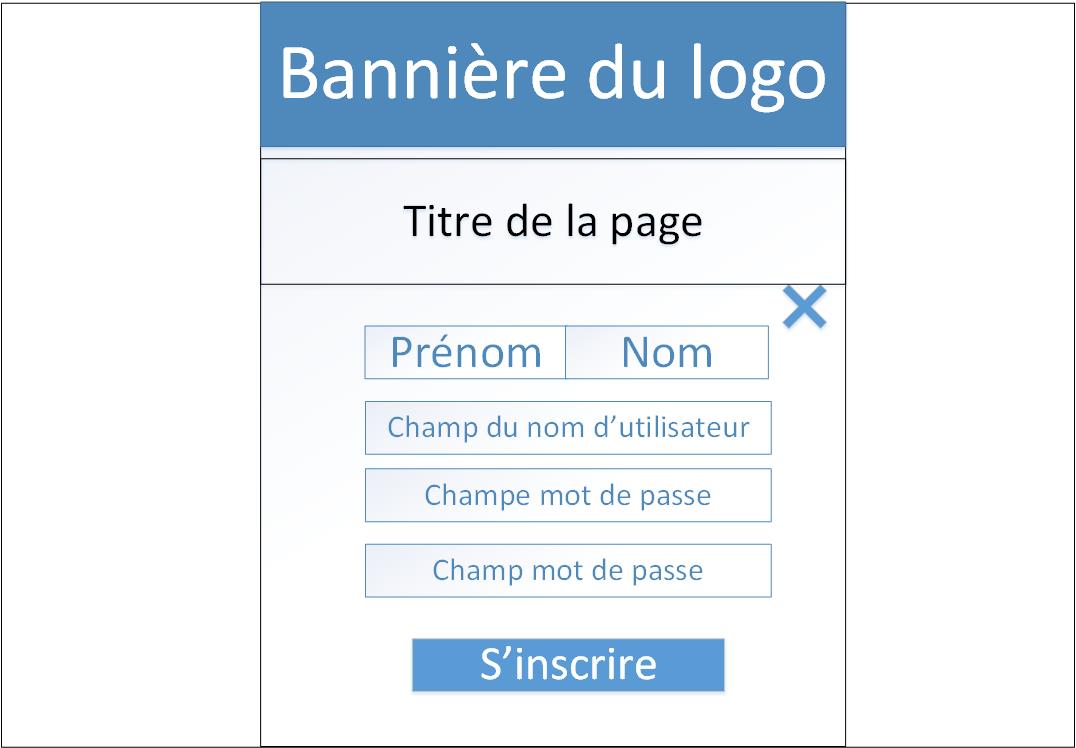 Bannière du logo
Titre de la page
Prénom Nom
Champ du nom d’utilisateur
Champe mot de passe
Champ mot de passe
S’inscrire